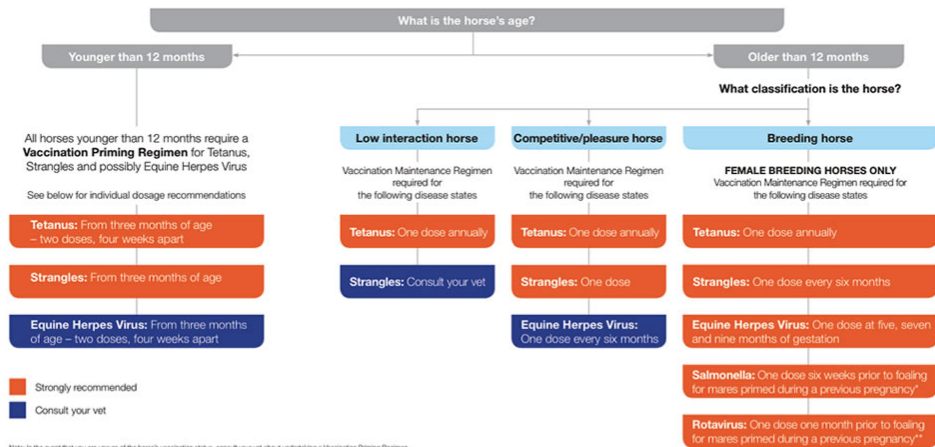 What is the horse's age?
Younger than 12 months
Older than 12 months
What classification is the horse?
All horses younger than 12 months require a
Vaccination Priming Regimen for Tetanus,
Strangles and possibly Equine Herpes Virus
See below for individual dosage recommendations
Tetanus: From three months of age
– two doses, four weeks apart
Strangles: From three months of age
Equine Herpes Virus: From three months
of age – two doses, four weeks apart
Low interaction horse
Vaccination Maintenance Regimen
required for
the following disease states
Tetanus: One dose annually
Strangles: Consult your vet
Competitive/pleasure horse
Vaccination Maintenance Regimen
required for
the following disease states
Tetanus: One dose annually
Strangles: One dose
Equine Herpes Virus:
One dose every six months
Breeding horse
FEMALE BREEDING HORSES ONLY
Vaccination Maintenance Regimen required for
the following disease states
Tetanus: One dose annually
Strangles: One dose every six months
Equine Herpes Virus: One dose at five, seven
and nine months of gestation
Salmonella: One dose six weeks prior to foaling
for mares primed during a previous pregnancy*
Rotavirus: One dose one month prior to foaling
for mares primed during a previous pregnancy**
Strongly recommended
Consult your vet